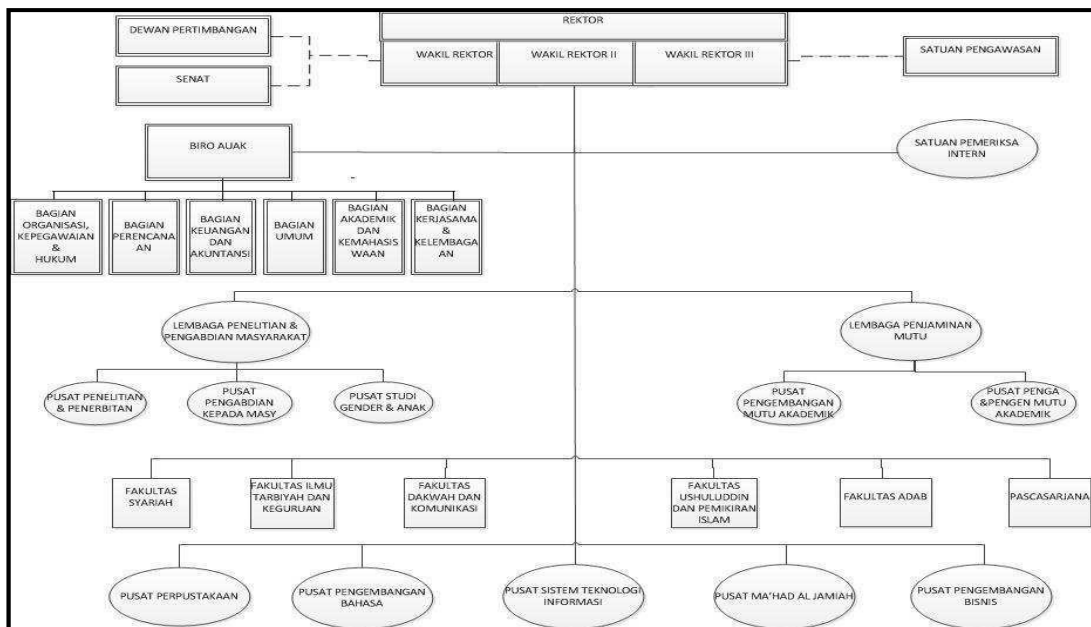 REKTOR
DEWAN PERTIMBANGAN
WAKIL REKTOR
WAKIL REKTOR II
WAKIL REKTOR III
SATUAN PENGAWASAN
SENAT
BIRO AUAK
SATUAN PEMERIKSA
INTERN
BAGIAN
ORGANISASI,
KEPEGAWAIAN
&
HUKUM
BAGIAN
PERENCANA
AN
BAGIAN
KEUANGAN
DAN
AKUNTANSI
BAGIAN
UMUM
BAGIAN
AKADEMIK
DAN
KEMAHASIS
WAAN
BAGIAN
KERJASAMA
&
KELEMBAGA
AN
LEMBAGA PENELITIAN &
PENGABDIAN MASYARAKAT
LEMBAGA PENJAMINAN
MUTU
PUSAT PENELITIAN
& PENERBITAN
PUSAT
PENGABDIAN
KEPADA MASY
PUSAT STUDI
GENDER & ANAK
PUSAT
PENGEMBANGAN
MUTU AKADEMIK
PUSAT PENGA
&PENGEN MUTU
AKADEMIK
FAKULTAS
SYARIAH
FAKULTAS ILMU
TARBIYAH DAN
KEGURUAN
FAKULTAS
DAKWAH DAN
KOMUNIKASI
FAKULTAS
USHULUDDIN
DAN PEMIKIRAN
ISLAM
FAKULTAS ADAB
PASCASARJANA
PUSAT PERPUSTAKAAN
PUSAT PENGEMBANGAN
BAHASA
PUSAT SISTEM TEKNOLOGI
INFORMASI
PUSAT MA'HAD AL JAMIAH
PUSAT PENGEMBANGAN
BISNIS